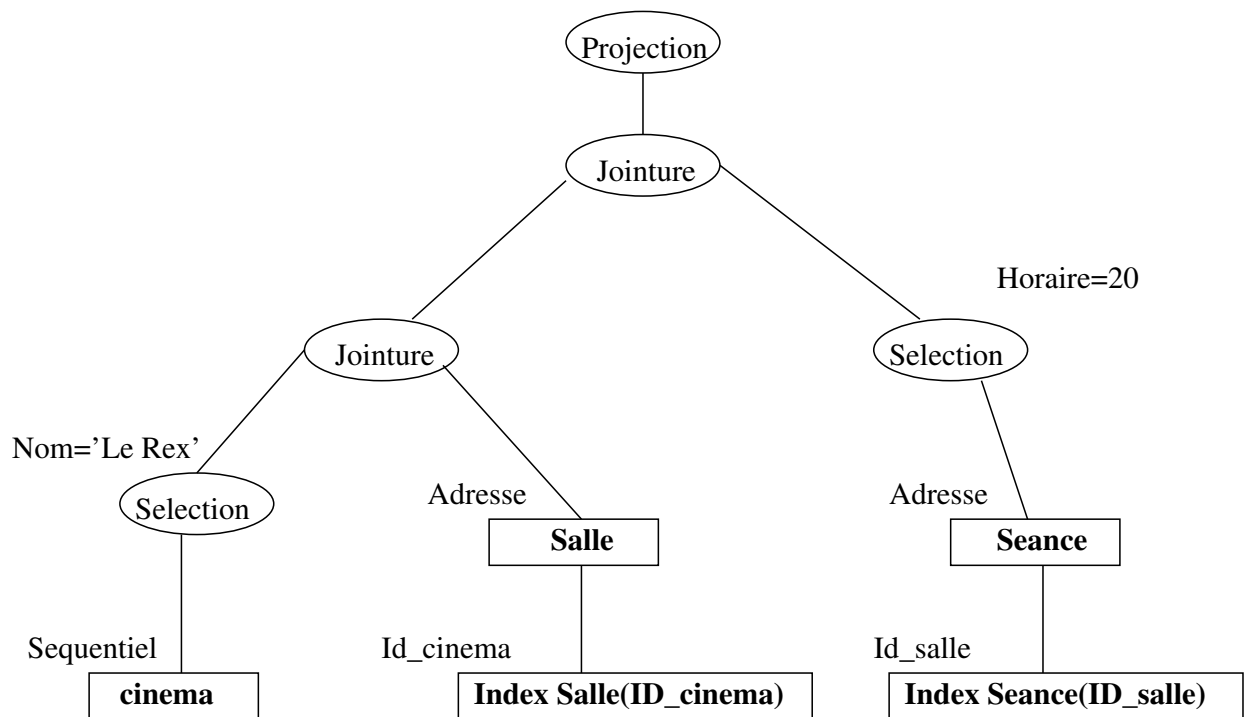 Projection
Jointure
Horaire=20
Jointure
Selection
Nom='Le Rex'
Selection
Adresse
Adresse
Salle
Seance
Sequentiel
Id_cinema
Id_salle
cinema
Index Salle(ID_cinema)
Index Seance(ID_salle)